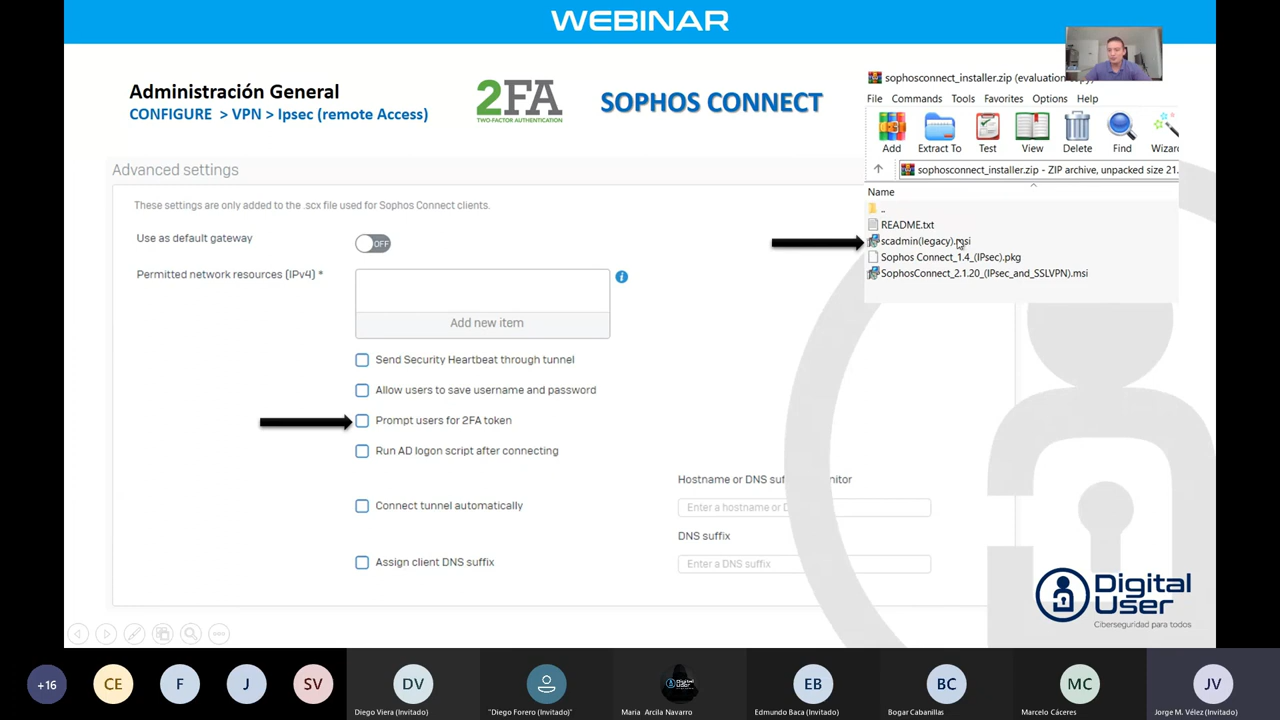 WEBINAR
Administración General
CONFIGURE > VPN > Ipsec (remote Access)
2FA
TWO-FACTOR AUTHENTICATION
SOPHOS CONNECT
sophosconnect_installer.zip (evaluation copy)
File Commands Tools Favorites Options Help
Add Extract To Test View Delete Find Wizard
sophosconnect_installer.zip - ZIP archive, unpacked size 21.
Name
..
README.txt
scadmin(legacy).msi
Sophos Connect_1.4_(IPsec).pkg
SophosConnect_2.1.20_(IPsec_and_SSLVPN).msi
Advanced settings
These settings are only added to the .scx file used for Sophos Connect clients.
Use as default gateway
OFF
Permitted network resources (IPv4) *
Add new item
Send Security Heartbeat through tunnel
Allow users to save username and password
Prompt users for 2FA token
Run AD logon script after connecting
Hostname or DNS
Connect tunnel automatically
Enter a hostname or
DNS suffix
Assign client DNS suffix
Enter a DNS suffix
Digital
User
Ciberseguridad para todos
+16 CE F J SV DV EB BC MC JV
Diego Viera (Invitado) "Diego Forero (Invitado)" Maria Arcila Navarro Edmundo Baca (Invitado) Bogar Cabanillas Marcelo Cáceres Jorge M. Vélez (Invitado)